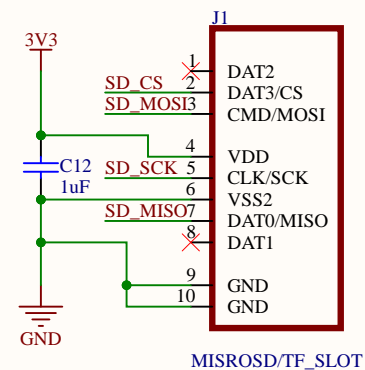 J1
3V3
1 DAT2
SD_CS 2 DAT3/CS
SD_MOSI 3 CMD/MOSI
4 VDD
C12
SD_SCK 5 CLK/SCK
1uF
6 VSS2
SD_MISO 7 DAT0/MISO
8 DAT1
9 GND
10 GND
GND
MISROSD/TF_SLOT